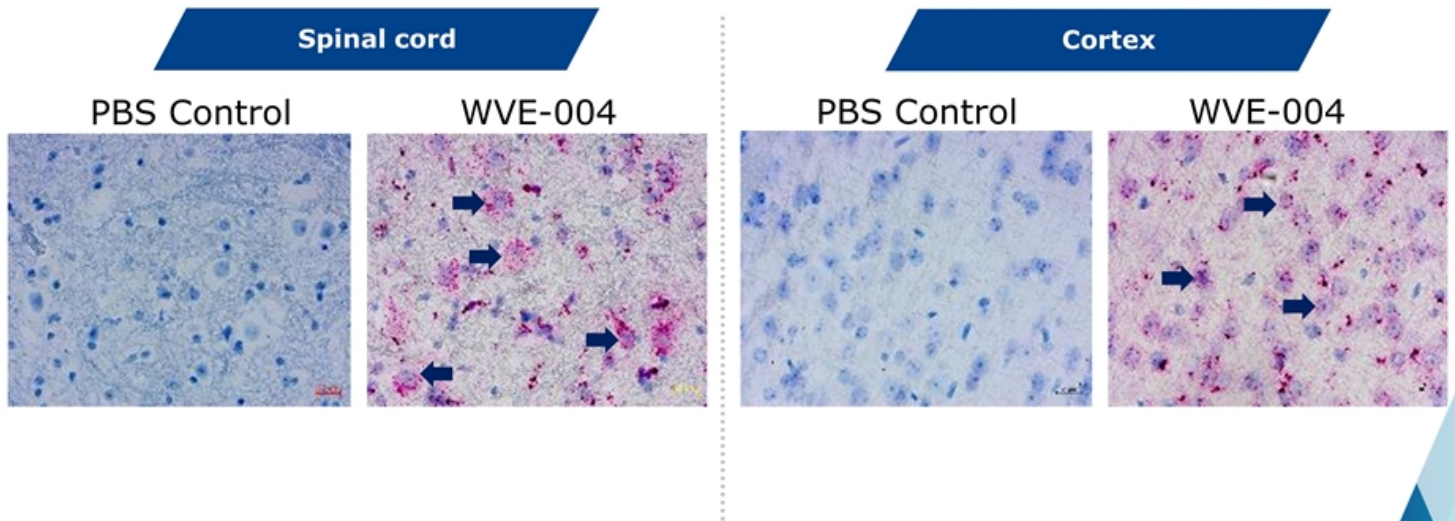 Spinal cord
PBS Control
WVE-004
Cortex
PBS Control
WVE-004